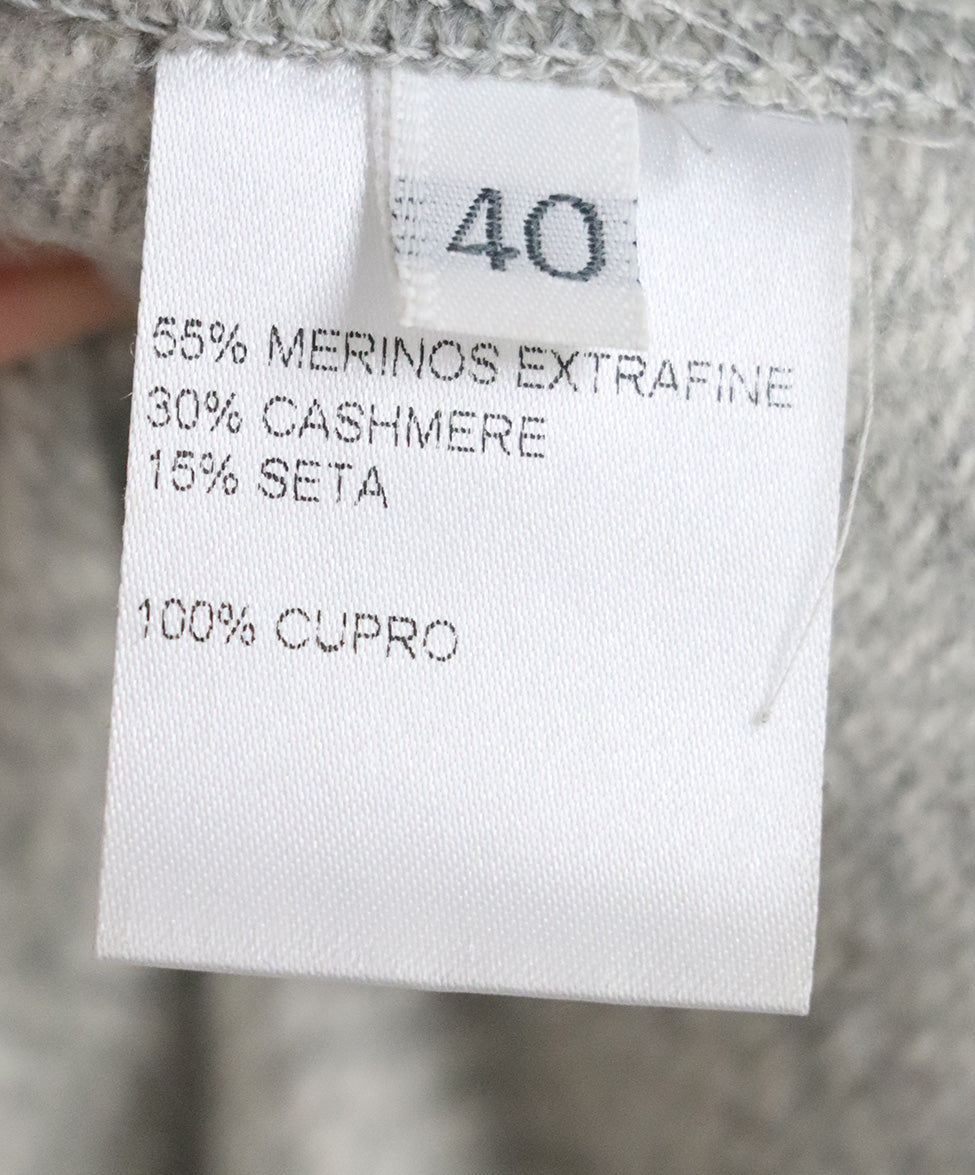 40
55% MERINOS EXTRAFINE
30% CASHMERE
15% SETA
100% CUPRO